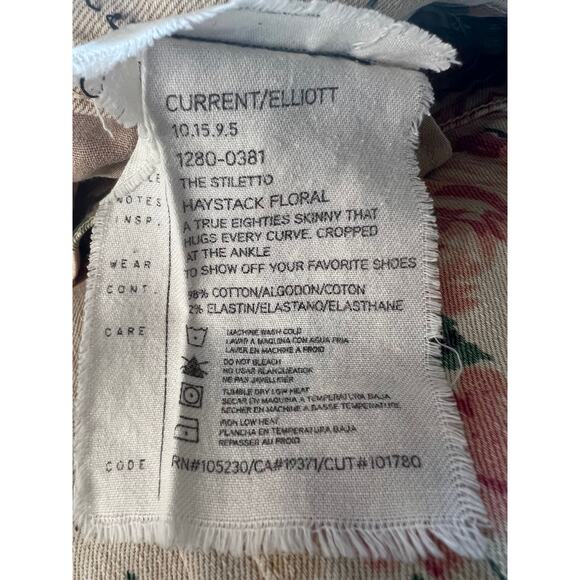 CURRENT/ELLIOTT
10.15.9.5
1280-0381
THE STILETTO
NOTES HAYSTACK FLORAL
INSP. A TRUE EIGHTIES SKINNY THAT
HUGS EVERY CURVE. CROPPED
AT THE ANKLE
WEAR TO SHOW OFF YOUR FAVORITE SHOES
CONT. 98% COTTON/ALGODON/COTON
2% ELASTIN/ELASTANO/ELASTHANE
CARE MACHINE WASH COLD
LAVAR A MAQUINA CON AGUA FRIA
LAVER EN MACHINE A FROID
DO NOT BLEACH
NO USAR BLANQUEADOR
NE PAS JAVELLISER
TUMBLE DRY LOW HEAT
SECAR EN MAQUINA A TEMPERATURA BAJA
SECHER EN MACHINE A BASSE TEMPERATURE
IRON LOW HEAT
PLANCHA EN TEMPERATURA BAJA
REPASSER AU FROID
CODE RN#105230/CA#19371/CUT#101780